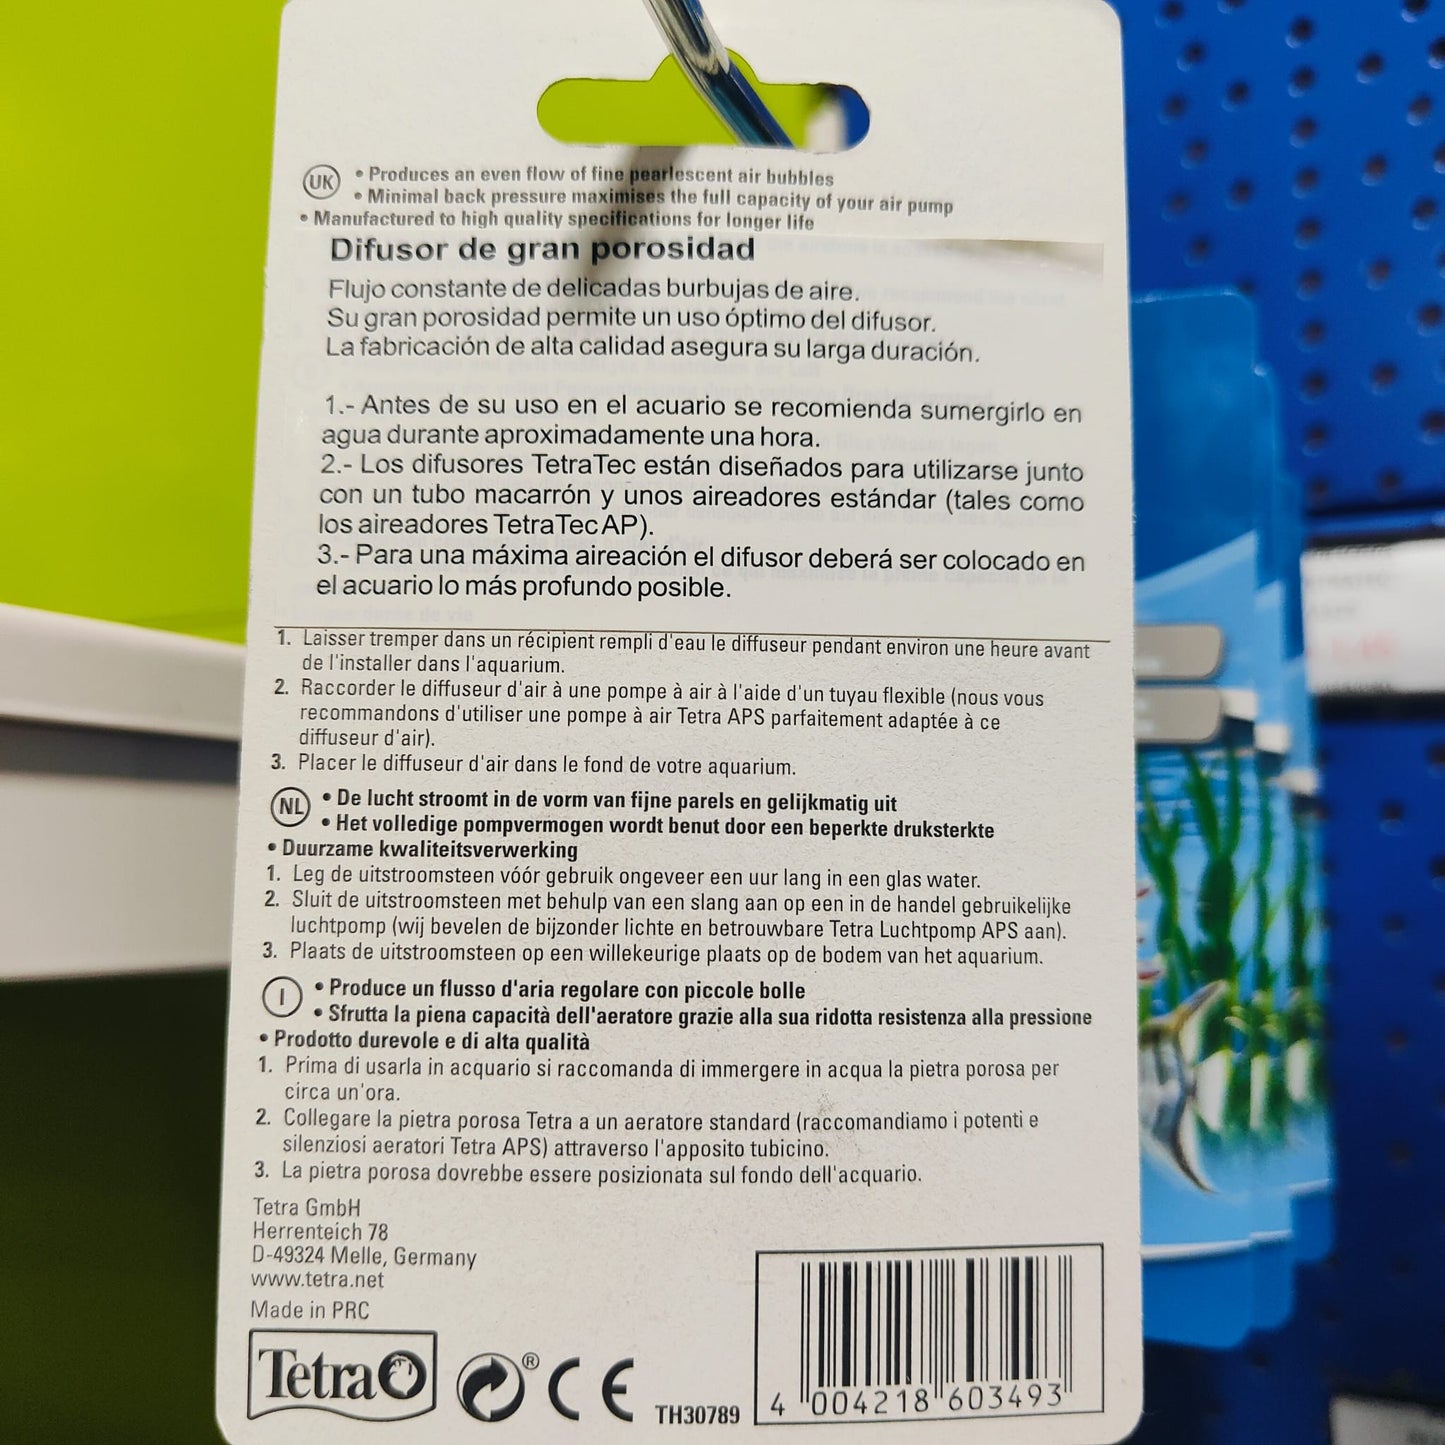 UK • Produces an even flow of fine pearlescent air bubbles
• Minimal back pressure maximises the full capacity of your air pump
• Manufactured to high quality specifications for longer life
Difusor de gran porosidad
Flujo constante de delicadas burbujas de aire.
Su gran porosidad permite un uso óptimo del difusor.
La fabricación de alta calidad asegura su larga duración.
1.- Antes de su uso en el acuario se recomienda sumergirlo en
agua durante aproximadamente una hora.
2.- Los difusores TetraTec están diseñados para utilizarse junto
con un tubo macarrón y unos aireadores estándar (tales como
los aireadores TetraTec AP).
3.- Para una máxima aireación el difusor deberá ser colocado en
el acuario lo más profundo posible.
1. Laisser tremper dans un récipient rempli d'eau le diffuseur pendant environ une heure avant
de l'installer dans l'aquarium.
2. Raccorder le diffuseur d'air à une pompe à air à l'aide d'un tuyau flexible (nous vous
recommandons d'utiliser une pompe à air Tetra APS parfaitement adaptée à ce
diffuseur d'air).
3. Placer le diffuseur d'air dans le fond de votre aquarium.
NL • De lucht stroomt in de vorm van fijne parels en gelijkmatig uit
• Het volledige pompvermogen wordt benut door een beperkte druksterkte
• Duurzame kwaliteitsverwerking
1. Leg de uitstroomsteen vóór gebruik ongeveer een uur lang in een glas water.
2. Sluit de uitstroomsteen met behulp van een slang aan op een in de handel gebruikelijke
luchtpomp (wij bevelen de bijzonder lichte en betrouwbare Tetra Luchtpomp APS aan).
3. Plaats de uitstroomsteen op een willekeurige plaats op de bodem van het aquarium.
I • Produce un flusso d'aria regolare con piccole bolle
• Sfrutta la piena capacità dell'aeratore grazie alla sua ridotta resistenza alla pressione
• Prodotto durevole e di alta qualità
1. Prima di usarla in acquario si raccomanda di immergere in acqua la pietra porosa per
circa un'ora.
2. Collegare la pietra porosa Tetra a un aeratore standard (raccomandiamo i potenti e
silenziosi aeratori Tetra APS) attraverso l'apposito tubicino.
3. La pietra porosa dovrebbe essere posizionata sul fondo dell'acquario.
Tetra GmbH
Herrenteich 78
D-49324 Melle, Germany
www.tetra.net
Made in PRC
Tetra ® CE TH30789
4 004218 603493